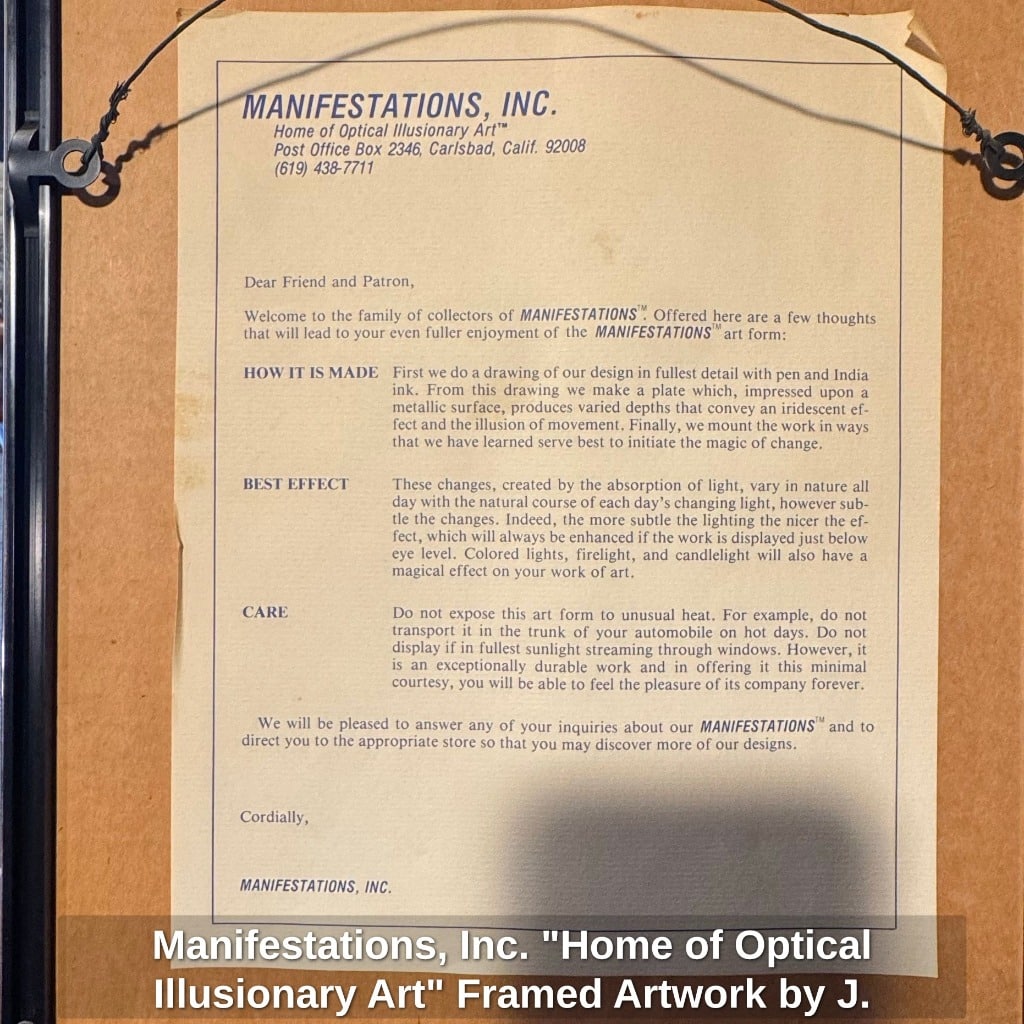 MANIFESTATIONS, INC.
Home of Optical Illusionary Art™
Post Office Box 2346, Carlsbad, Calif. 92008
(619) 438-7711
Dear Friend and Patron,
Welcome to the family of collectors of MANIFESTATIONS™. Offered here are a few thoughts
that will lead to your even fuller enjoyment of the MANIFESTATIONS™ art form:
HOW IT IS MADE First we do a drawing of our design in fullest detail with pen and India
ink. From this drawing we make a plate which, impressed upon a
metallic surface, produces varied depths that convey an iridescent ef-
fect and the illusion of movement. Finally, we mount the work in ways
that we have learned serve best to initiate the magic of change.
BEST EFFECT These changes, created by the absorption of light, vary in nature all
day with the natural course of each day's changing light, however sub-
tle the changes. Indeed, the more subtle the lighting the nicer the ef-
fect, which will always be enhanced if the work is displayed just below
eye level. Colored lights, firelight, and candlelight will also have a
magical effect on your work of art.
CARE Do not expose this art form to unusual heat. For example, do not
transport it in the trunk of your automobile on hot days. Do not
display if in fullest sunlight streaming through windows. However, it
is an exceptionally durable work and in offering it this minimal
courtesy, you will be able to feel the pleasure of its company forever.
We will be pleased to answer any of your inquiries about our MANIFESTATIONS™ and to
direct you to the appropriate store so that you may discover more of our designs.
Cordially,
MANIFESTATIONS, INC.
Manifestations, Inc. "Home of Optical
Illusionary Art" Framed Artwork by J.